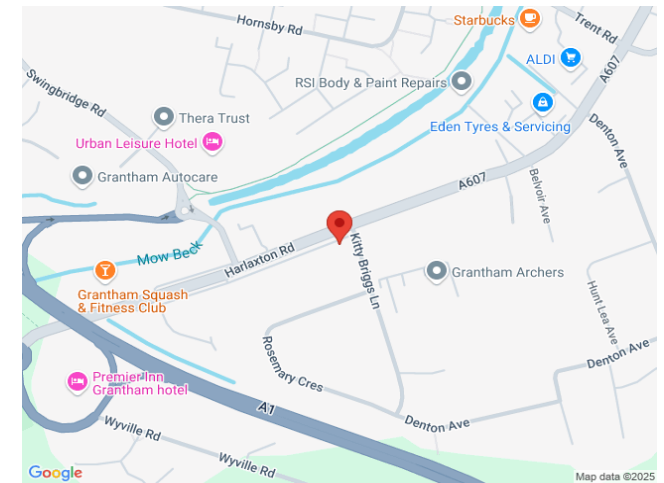 Hornsby Rd
Starbucks
Trent Rd
ALDI
A607
Swingbridge Rd
RSI Body & Paint Repairs
Thera Trust
Eden Tyres & Servicing
Denton Ave
Urban Leisure Hotel
Grantham Autocare
A607
Belvoir Ave
Mow Beck
Harlaxton Rd
Kitty Briggs Ln
Grantham Archers
Grantham Squash
& Fitness Club
Hunt Lea Ave
Rosemary Cres
Denton Ave
Premier Inn
Grantham hotel
A1
Denton Ave
Wyville Rd
Wyville Rd
Google
Map data ©2025